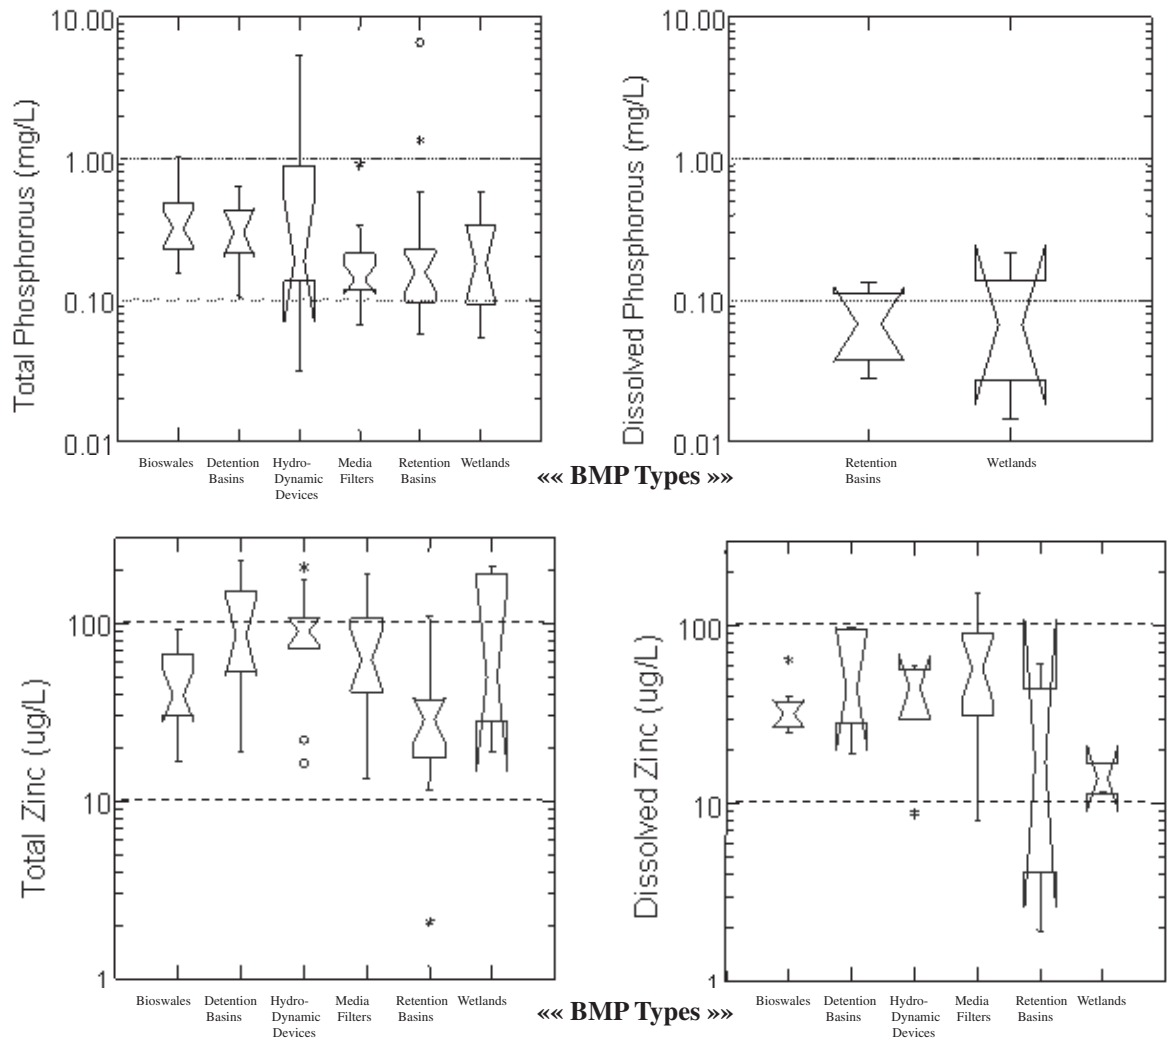 Total Phosphorous (mg/L)
10.00
1.00
0.10
0.01
Bioswales
Detention
Basins
Hydro-
Dynamic
Devices
Media
Filters
Retention
Basins
Wetlands
Dissolved Phosphorous (mg/L)
10.00
1.00
0.10
0.01
Retention
Basins
Wetlands
«« BMP Types »»
Total Zinc (ug/L)
100
10
1
Bioswales
Detention
Basins
Hydro-
Dynamic
Devices
Media
Filters
Retention
Basins
Wetlands
Dissolved Zinc (ug/L)
100
10
1
Bioswales
Detention
Basins
Hydro-
Dynamic
Devices
Media
Filters
Retention
Basins
Wetlands
«« BMP Types »»